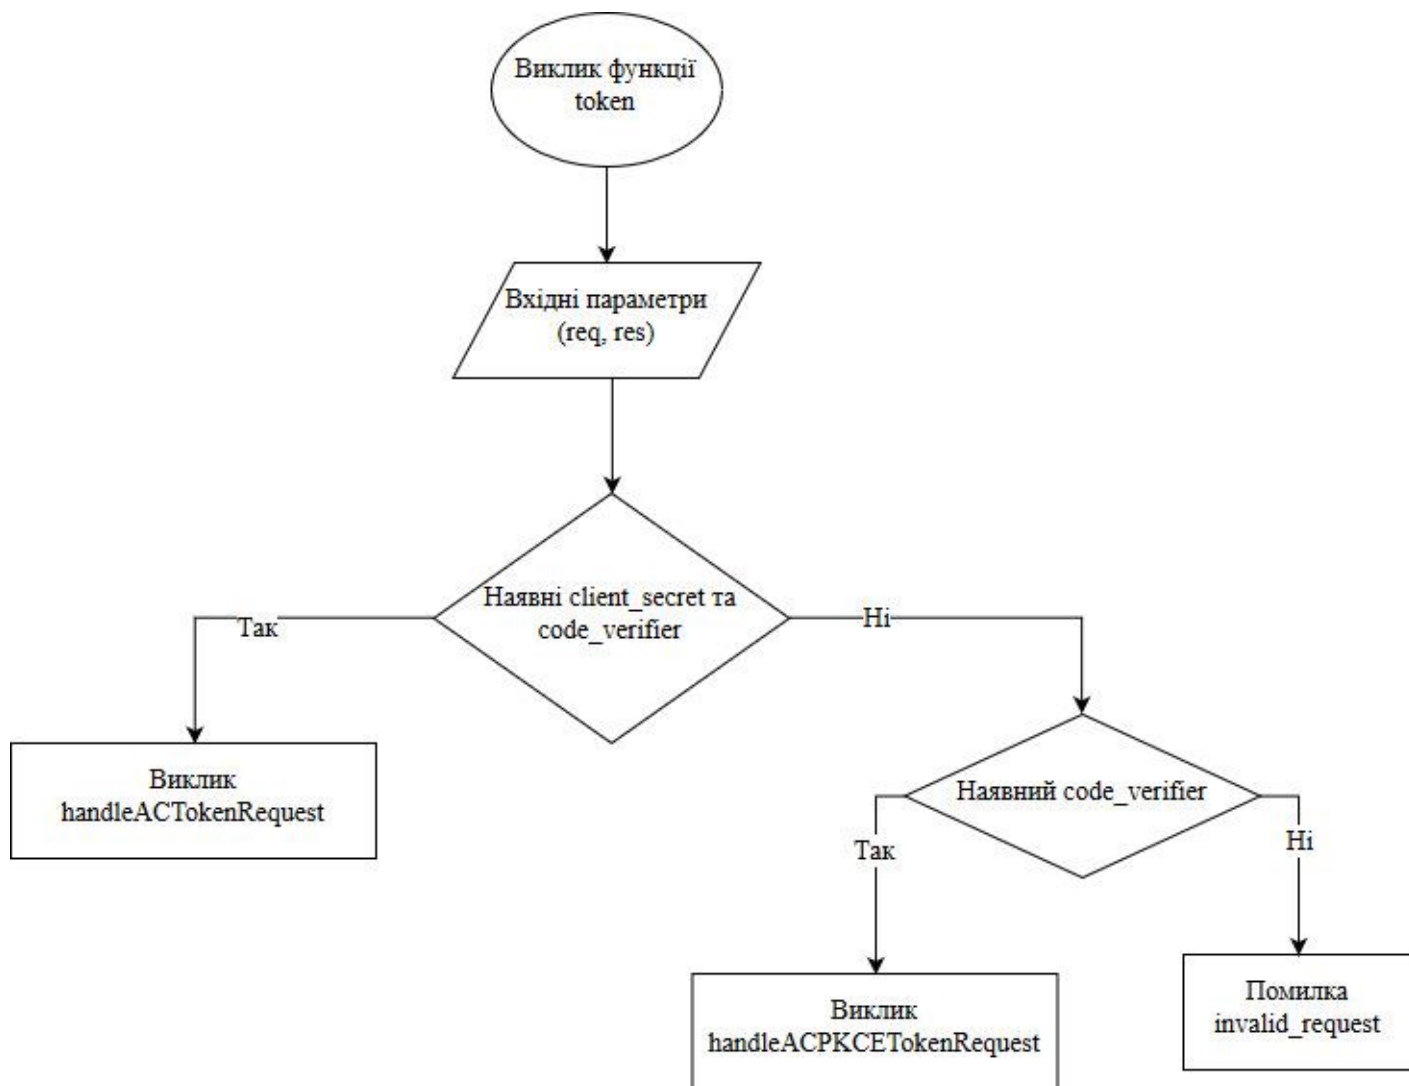 Виклик функції
token
Вхідні параметри
(req, res)
Наявні client_secret та
code_verifier
Так
Ні
Виклик
handleACTokenRequest
Наявний code_verifier
Так
Ні
Виклик
handleACPKCETokenRequest
Помилка
invalid_request